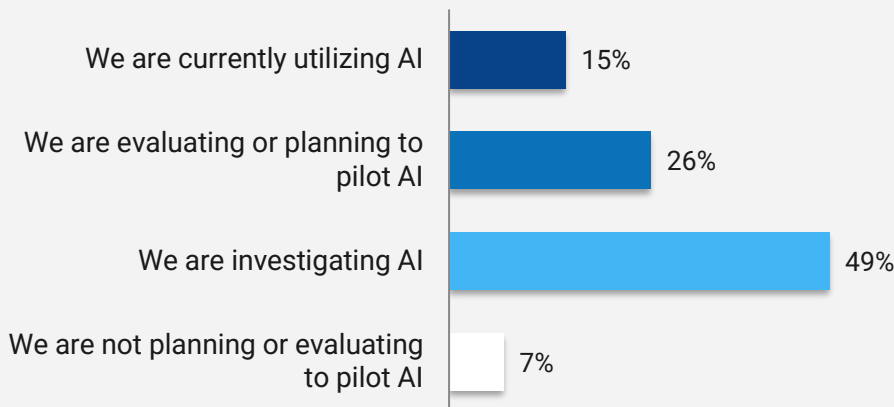 We are currently utilizing AI
15%
We are evaluating or planning to
pilot AI
26%
We are investigating AI
49%
We are not planning or evaluating
to pilot AI
7%